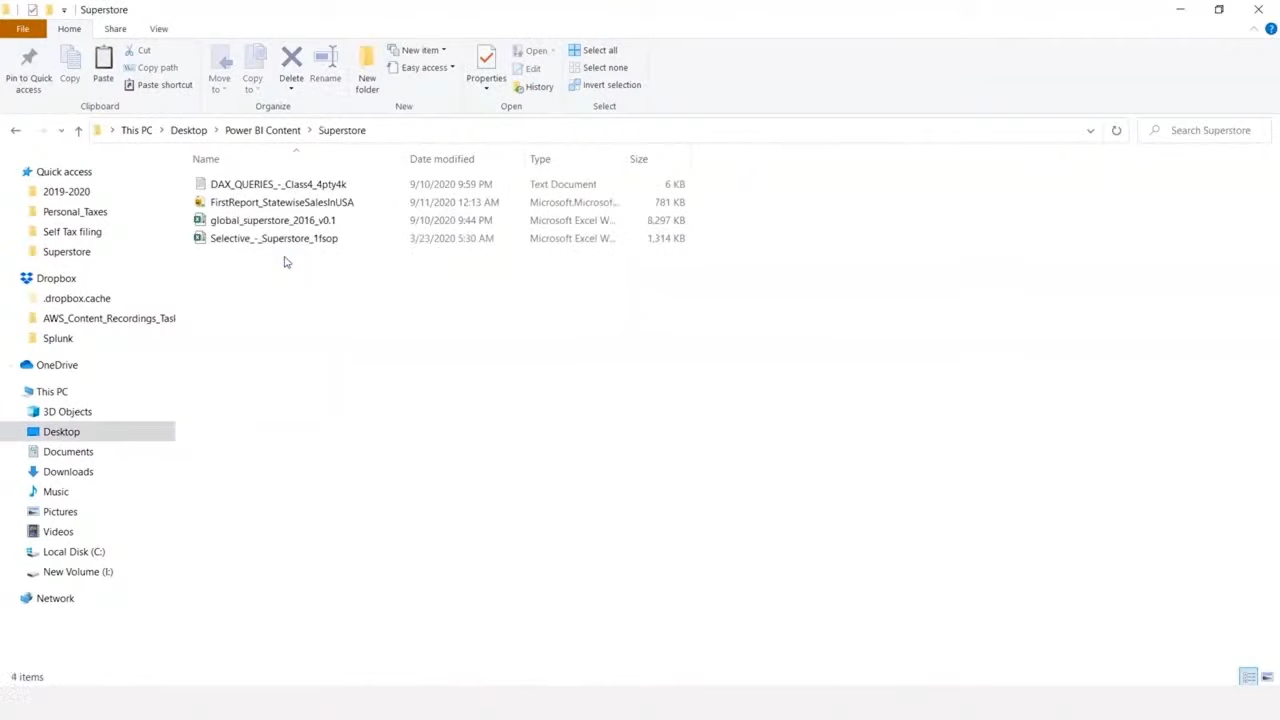 Superstore
File Home Share View
Pin to Quick access
Copy
Paste
Cut
Copy path
Paste shortcut
Clipboard
Move to
Copy to
Delete
Rename
Organize
New folder
New item
Easy access
New
Properties
Open
Edit
History
Open
Select all
Select none
Invert selection
Select
This PC > Desktop > Power BI Content > Superstore
Search Superstore
Name Date modified Type Size
DAX_QUERIES_-_Class4_4pty4k 9/10/2020 9:59 PM Text Document 6 KB
FirstReport_StatewiseSalesInUSA 9/11/2020 12:13 AM Microsoft.Microsof... 781 KB
global_superstore_2016_v0.1 9/10/2020 9:44 PM Microsoft Excel W... 8,297 KB
Selective_-_Superstore_1fsop 3/23/2020 5:30 AM Microsoft Excel W... 1,314 KB
Quick access
2019-2020
Personal_Taxes
Self Tax filing
Superstore
Dropbox
.dropbox.cache
AWS_Content_Recordings_Tasl
Splunk
OneDrive
This PC
3D Objects
Desktop
Documents
Downloads
Music
Pictures
Videos
Local Disk (C:)
New Volume (I:)
Network
4 items